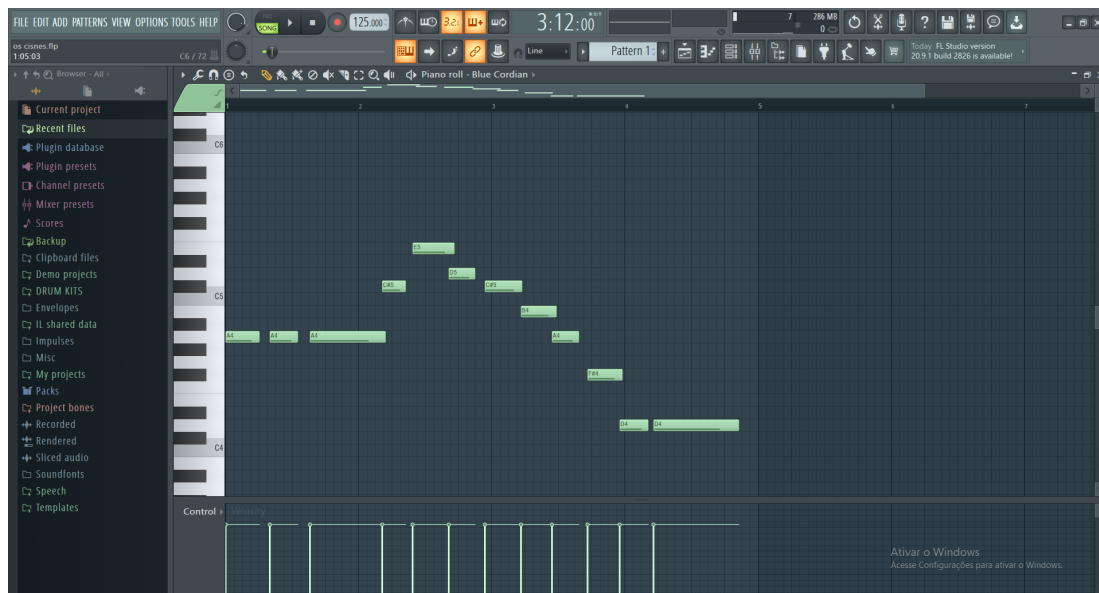 FILE EDIT ADD PATTERNS VIEW OPTIONS TOOLS HELP
SONG
125.000
3.2.
3:12:00
7
286 MB
0
os cisnes.flp
1:05:03
C6 / 72
Line
Pattern 1
Today FL Studio version
20.9.1 build 2826 is available!
Browser - All
Piano roll - Blue Cordian
Current project
Recent files
Plugin database
Plugin presets
Channel presets
Mixer presets
Scores
Backup
Clipboard files
Demo projects
DRUM KITS
Envelopes
IL shared data
Impulses
Misc
My projects
Packs
Project bones
Recorded
Rendered
Sliced audio
Soundfonts
Speech
Templates
1 2 3 4 5 6 7
C6
E5
D5
C#5 C#5
C5
B4
A4 A4 A4 A4
F#4
D4 D4
C4
Control Velocity
Ativar o Windows
Acesse Configurações para ativar o Windows.